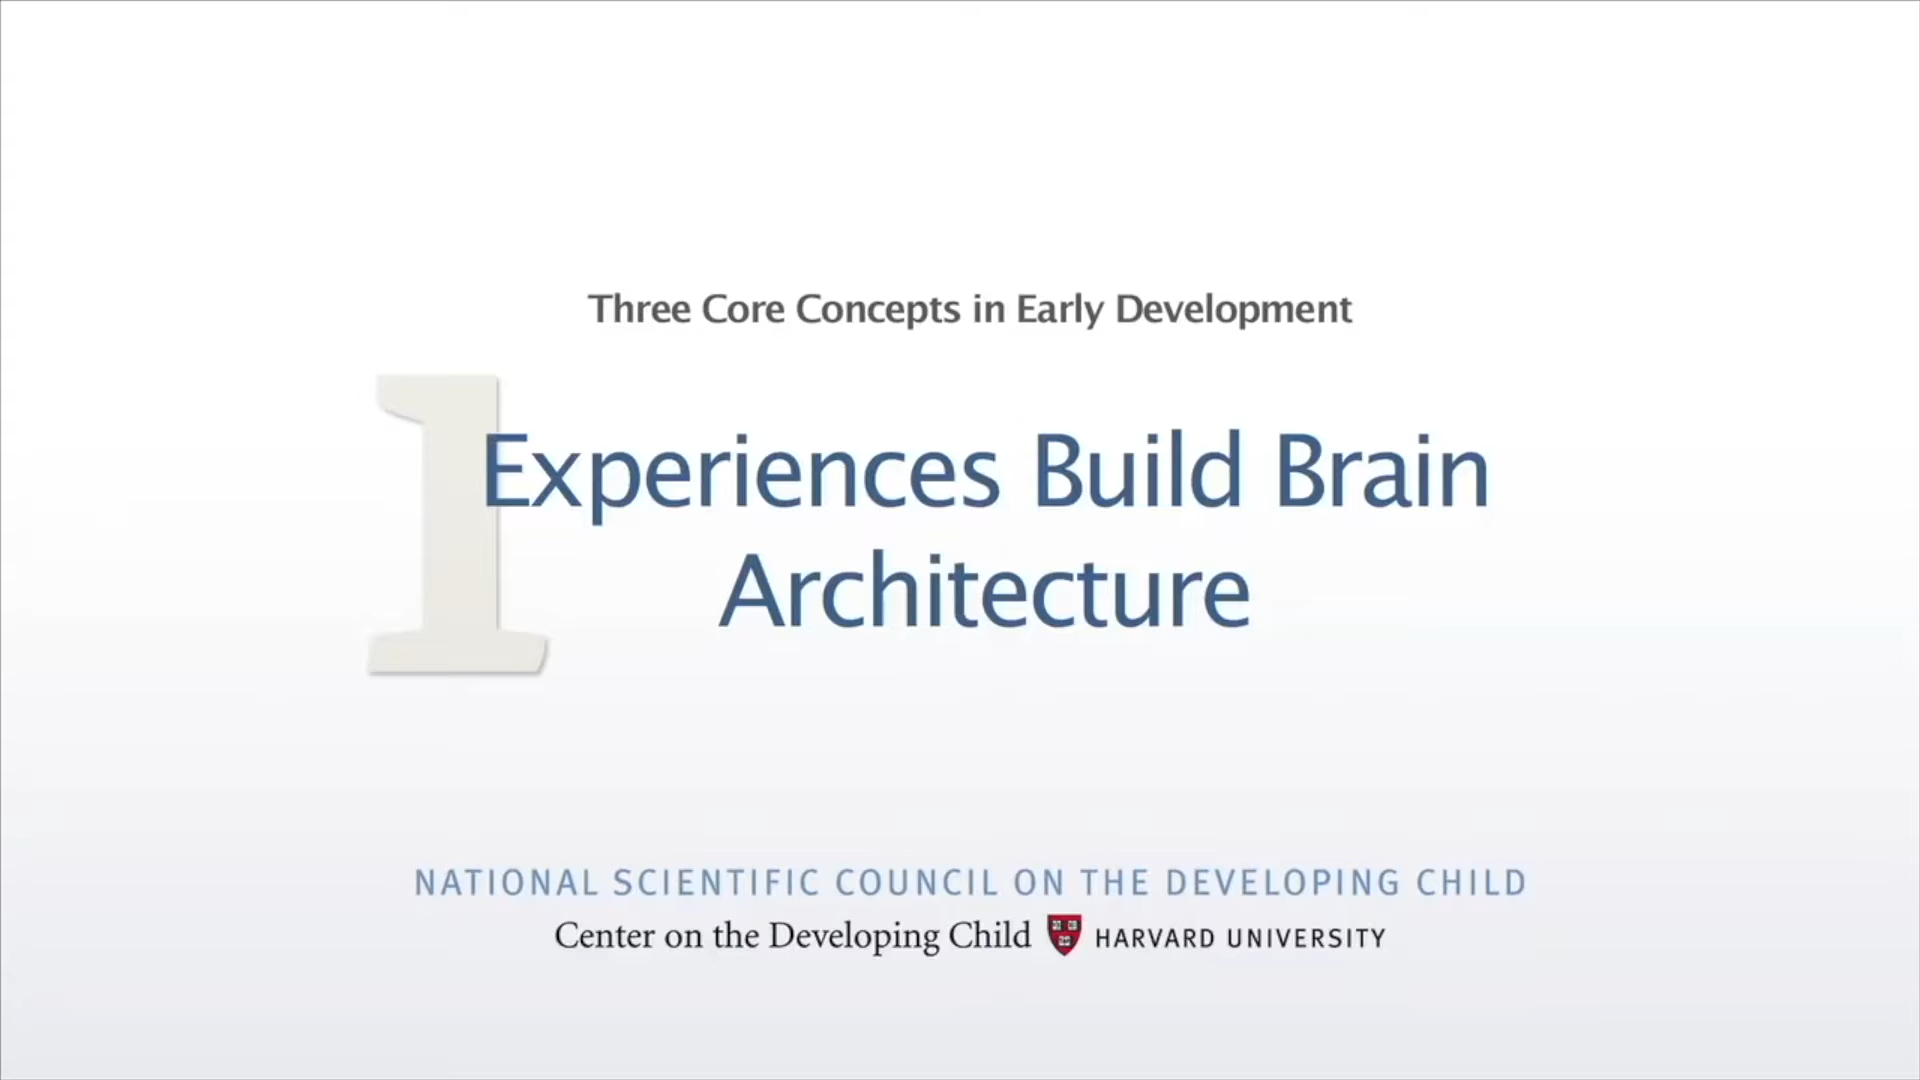 Three Core Concepts in Early Development
1
Experiences Build Brain
Architecture
NATIONAL SCIENTIFIC COUNCIL ON THE DEVELOPING CHILD
Center on the Developing Child HARVARD UNIVERSITY